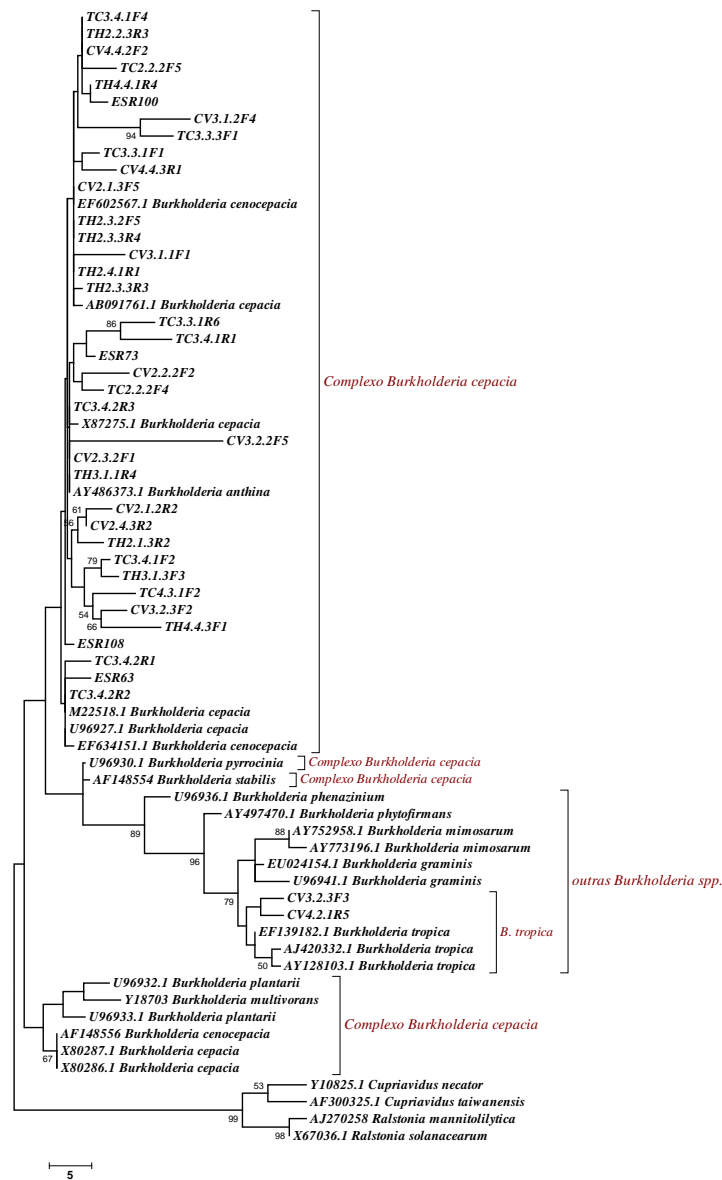 TC3.4.1F4
TH2.2.3R3
CV4.4.2F2
TC2.2.2F5
TH4.4.1R4
ESR100
CV3.1.2F4
94
TC3.3.3F1
TC3.3.1F1
CV4.4.3R1
CV2.1.3F5
EF602567.1 Burkholderia cenocepacia
TH2.3.2F5
TH2.3.3R4
CV3.1.1F1
TH2.4.1R1
TH2.3.3R3
AB091761.1 Burkholderia cepacia
86
TC3.3.1R6
TC3.4.1R1
ESR73
CV2.2.2F2
Complexo Burkholderia cepacia
TC2.2.2F4
TC3.4.2R3
X87275.1 Burkholderia cepacia
CV3.2.2F5
CV2.3.2F1
TH3.1.1R4
AY486373.1 Burkholderia anthina
61
CV2.1.2R2
66
CV2.4.3R2
TH2.1.3R2
79
TC3.4.1F2
TH3.1.3F3
TC4.3.1F2
54
CV3.2.3F2
66
TH4.4.3F1
ESR108
TC3.4.2R1
ESR63
TC3.4.2R2
M22518.1 Burkholderia cepacia
U96927.1 Burkholderia cepacia
EF634151.1 Burkholderia cenocepacia
U96930.1 Burkholderia pyrrocinia
Complexo Burkholderia cepacia
AF148554 Burkholderia stabilis
Complexo Burkholderia cepacia
U96936.1 Burkholderia phenazinium
AY497470.1 Burkholderia phytofirmans
89
88
AY752958.1 Burkholderia mimosarum
AY773196.1 Burkholderia mimosarum
96
EU024154.1 Burkholderia graminis
U96941.1 Burkholderia graminis
outras Burkholderia spp.
79
CV3.2.3F3
CV4.2.1R5
EF139182.1 Burkholderia tropica
B. tropica
AJ420332.1 Burkholderia tropica
50
AY128103.1 Burkholderia tropica
U96932.1 Burkholderia plantarii
Y18703 Burkholderia multivorans
U96933.1 Burkholderia plantarii
Complexo Burkholderia cepacia
AF148556 Burkholderia cenocepacia
X80287.1 Burkholderia cepacia
67
X80286.1 Burkholderia cepacia
53
Y10825.1 Cupriavidus necator
AF300325.1 Cupriavidus taiwanensis
99
AJ270258 Ralstonia mannitolilytica
98
X67036.1 Ralstonia solanacearum
5